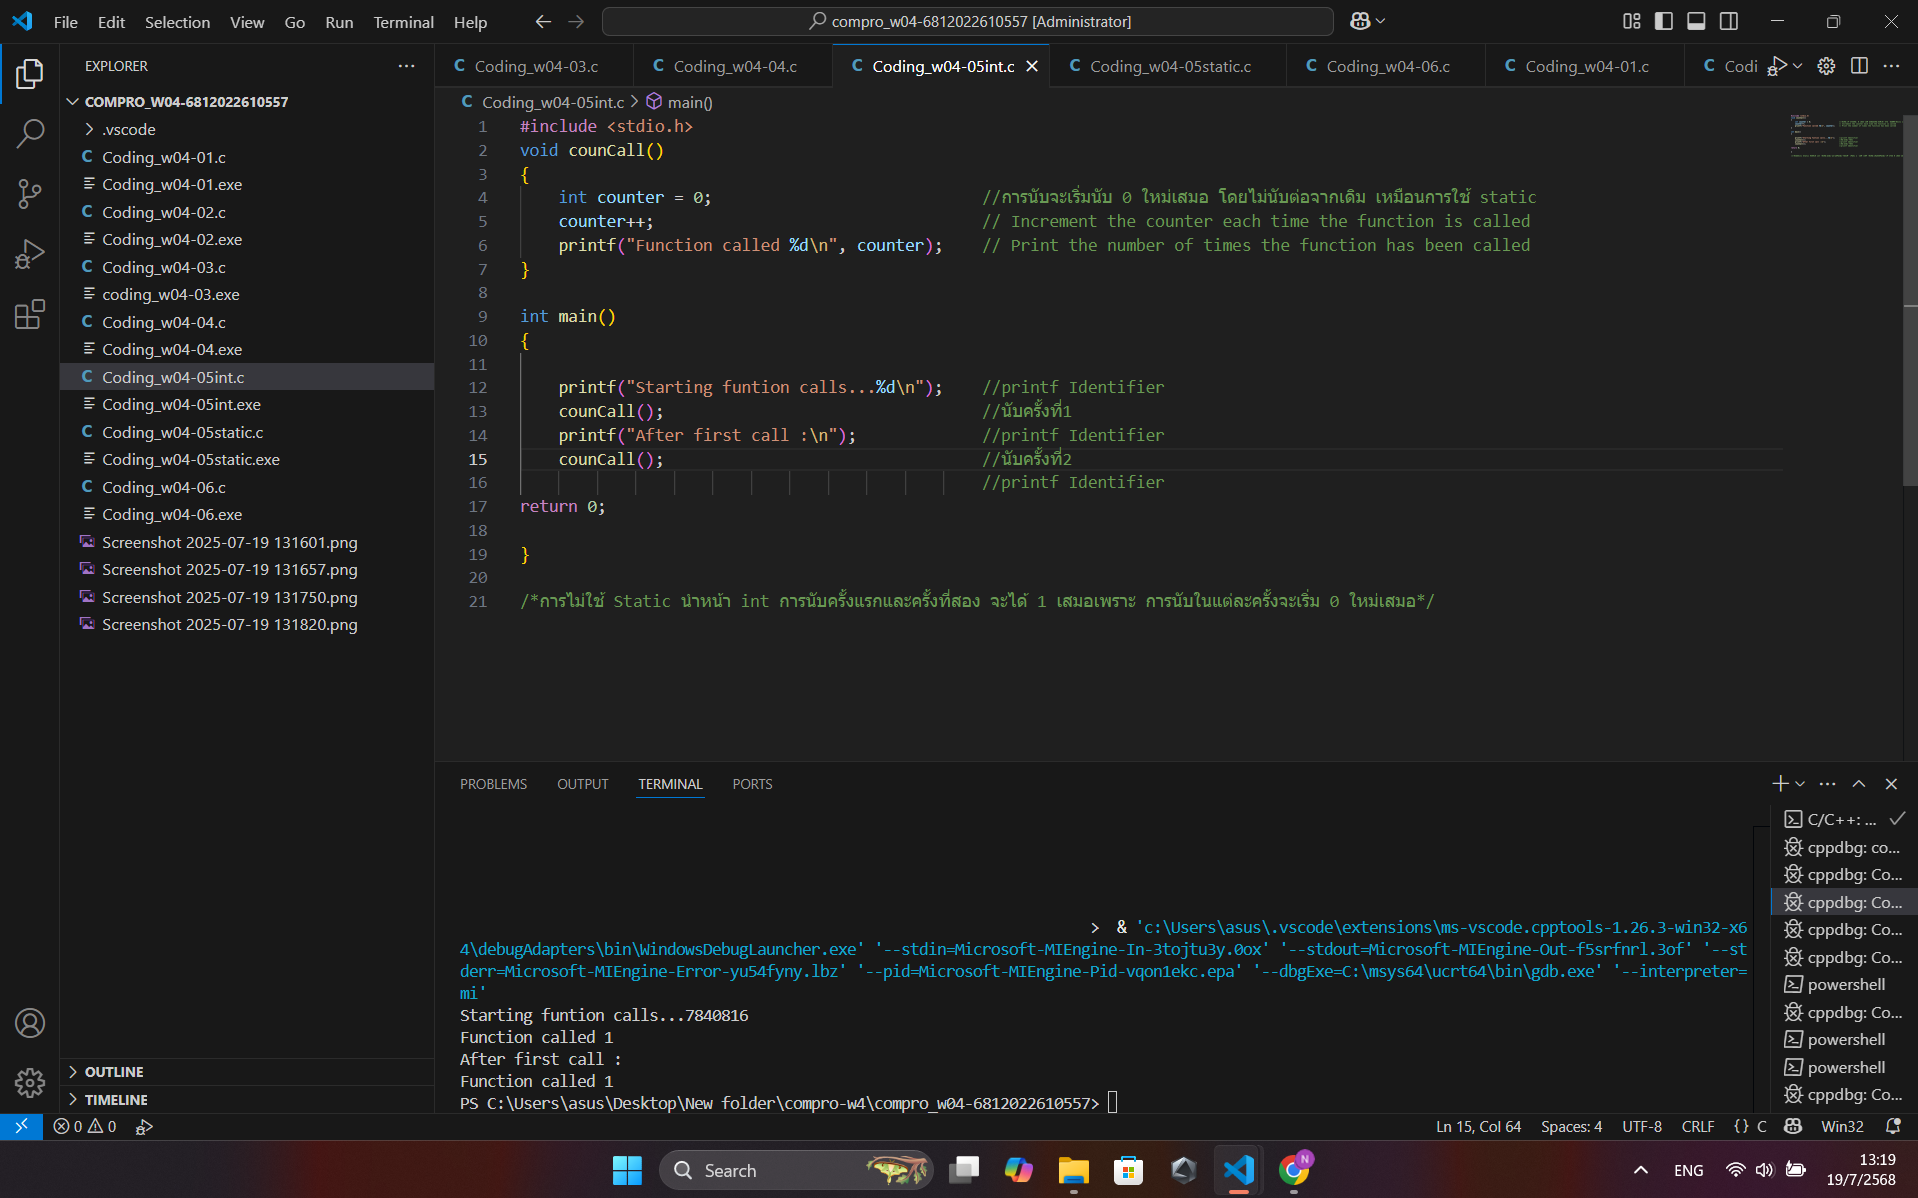 File Edit Selection View Go Run Terminal Help
compro_w04-6812022610557 [Administrator]
EXPLORER
COMPRO_W04-6812022610557
.vscode
C Coding_w04-01.c
Coding_w04-01.exe
C Coding_w04-02.c
Coding_w04-02.exe
C Coding_w04-03.c
coding_w04-03.exe
C Coding_w04-04.c
Coding_w04-04.exe
C Coding_w04-05int.c
Coding_w04-05int.exe
C Coding_w04-05static.c
Coding_w04-05static.exe
C Coding_w04-06.c
Coding_w04-06.exe
Screenshot 2025-07-19 131601.png
Screenshot 2025-07-19 131657.png
Screenshot 2025-07-19 131750.png
Screenshot 2025-07-19 131820.png
OUTLINE
TIMELINE
C Coding_w04-03.c C Coding_w04-04.c C Coding_w04-05int.c C Coding_w04-05static.c C Coding_w04-06.c C Coding_w04-01.c C Codi
C Coding_w04-05int.c > main()
1 #include <stdio.h>
2 void counCall()
3 {
4 int counter = 0; //การนับจะเริ่มนับ 0 ใหม่เสมอ โดยไม่นับต่อจากเดิม เหมือนการใช้ static
5 counter++; // Increment the counter each time the function is called
6 printf("Function called %d\n", counter); // Print the number of times the function has been called
7 }
8
9 int main()
10 {
11
12 printf("Starting funtion calls...%d\n"); //printf Identifier
13 counCall(); //นับครั้งที่1
14 printf("After first call :\n"); //printf Identifier
15 counCall(); //นับครั้งที่2
16 //printf Identifier
17 return 0;
18
19 }
20
21 /*การไม่ใช้ Static นำหน้า int การนับครั้งแรกและครั้งที่สอง จะได้ 1 เสมอเพราะ การนับในแต่ละครั้งจะเริ่ม 0 ใหม่เสมอ*/
PROBLEMS OUTPUT TERMINAL PORTS
> & 'c:\Users\asus\.vscode\extensions\ms-vscode.cpptools-1.26.3-win32-x6
4\debugAdapters\bin\WindowsDebugLauncher.exe' '--stdin=Microsoft-MIEngine-In-3tojtu3y.0ox' '--stdout=Microsoft-MIEngine-Out-f5srfnrl.3of' '--st
derr=Microsoft-MIEngine-Error-yu54fyny.lbz' '--pid=Microsoft-MIEngine-Pid-vqon1ekc.epa' '--dbgExe=C:\msys64\ucrt64\bin\gdb.exe' '--interpreter=
mi'
Starting funtion calls...7840816
Function called 1
After first call :
Function called 1
PS C:\Users\asus\Desktop\New folder\compro-w4\compro_w04-6812022610557>
C/C++: ...
cppdbg: co...
cppdbg: Co...
cppdbg: Co...
cppdbg: Co...
cppdbg: Co...
powershell
cppdbg: Co...
powershell
powershell
cppdbg: Co...
0 0
Ln 15, Col 64 Spaces: 4 UTF-8 CRLF {} C Win32
Search
N
ENG
13:19
19/7/2568